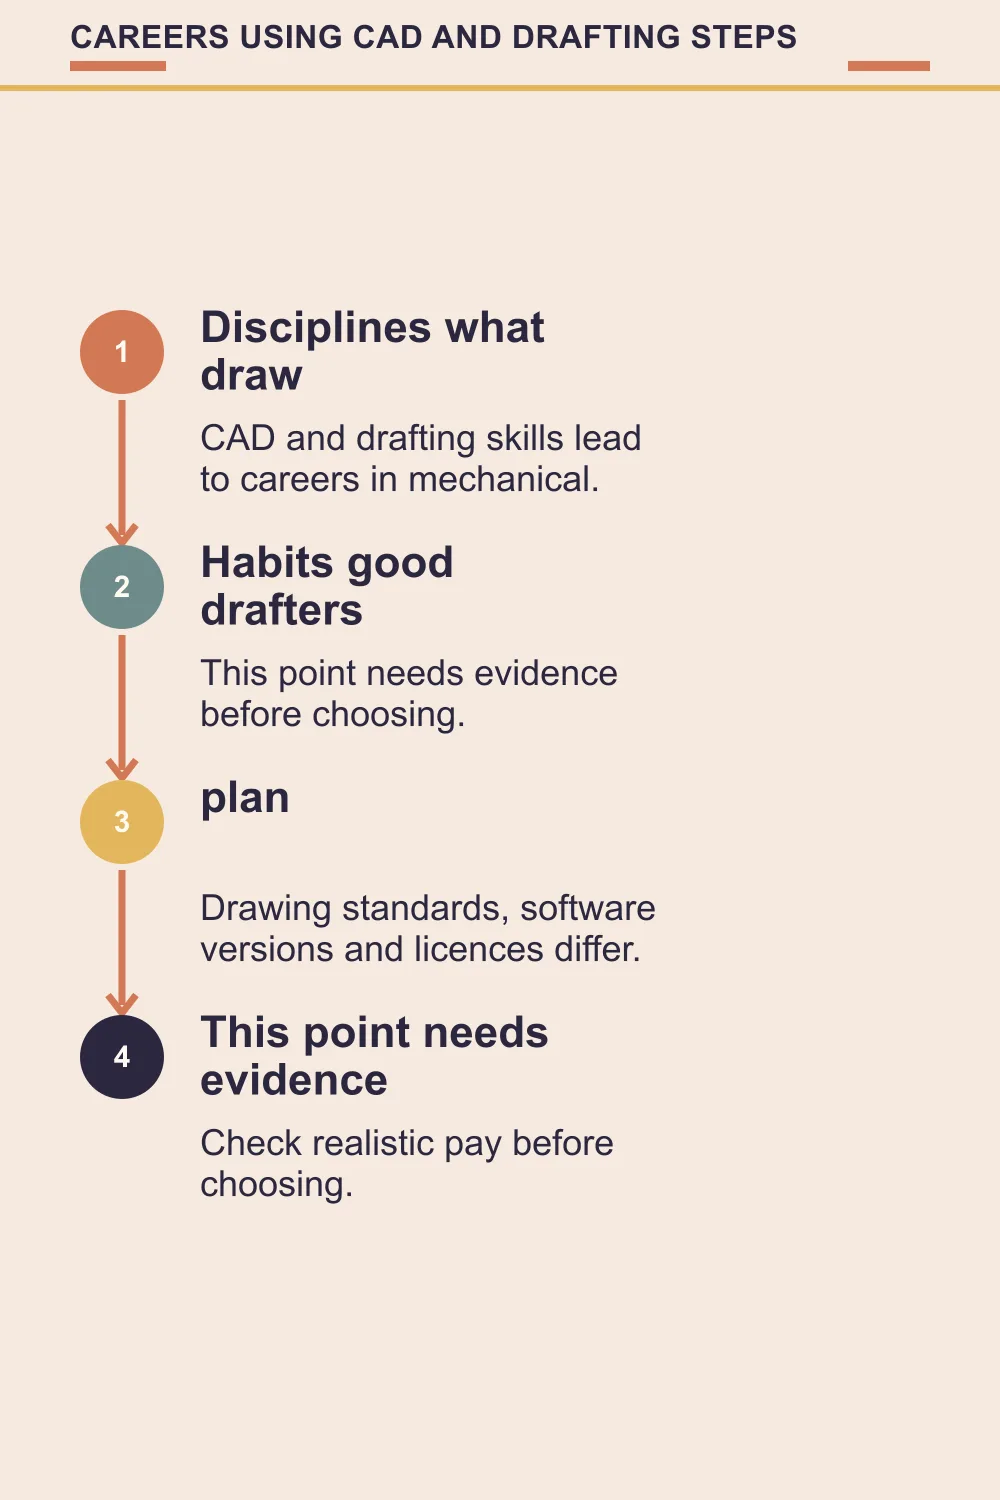 CAREERS USING CAD AND DRAFTING STEPS
1
Disciplines what
draw
CAD and drafting skills lead
to careers in mechanical.
2
Habits good
drafters
This point needs evidence
before choosing.
3
plan
Drawing standards, software
versions and licences differ.
4
This point needs
evidence
Check realistic pay before
choosing.